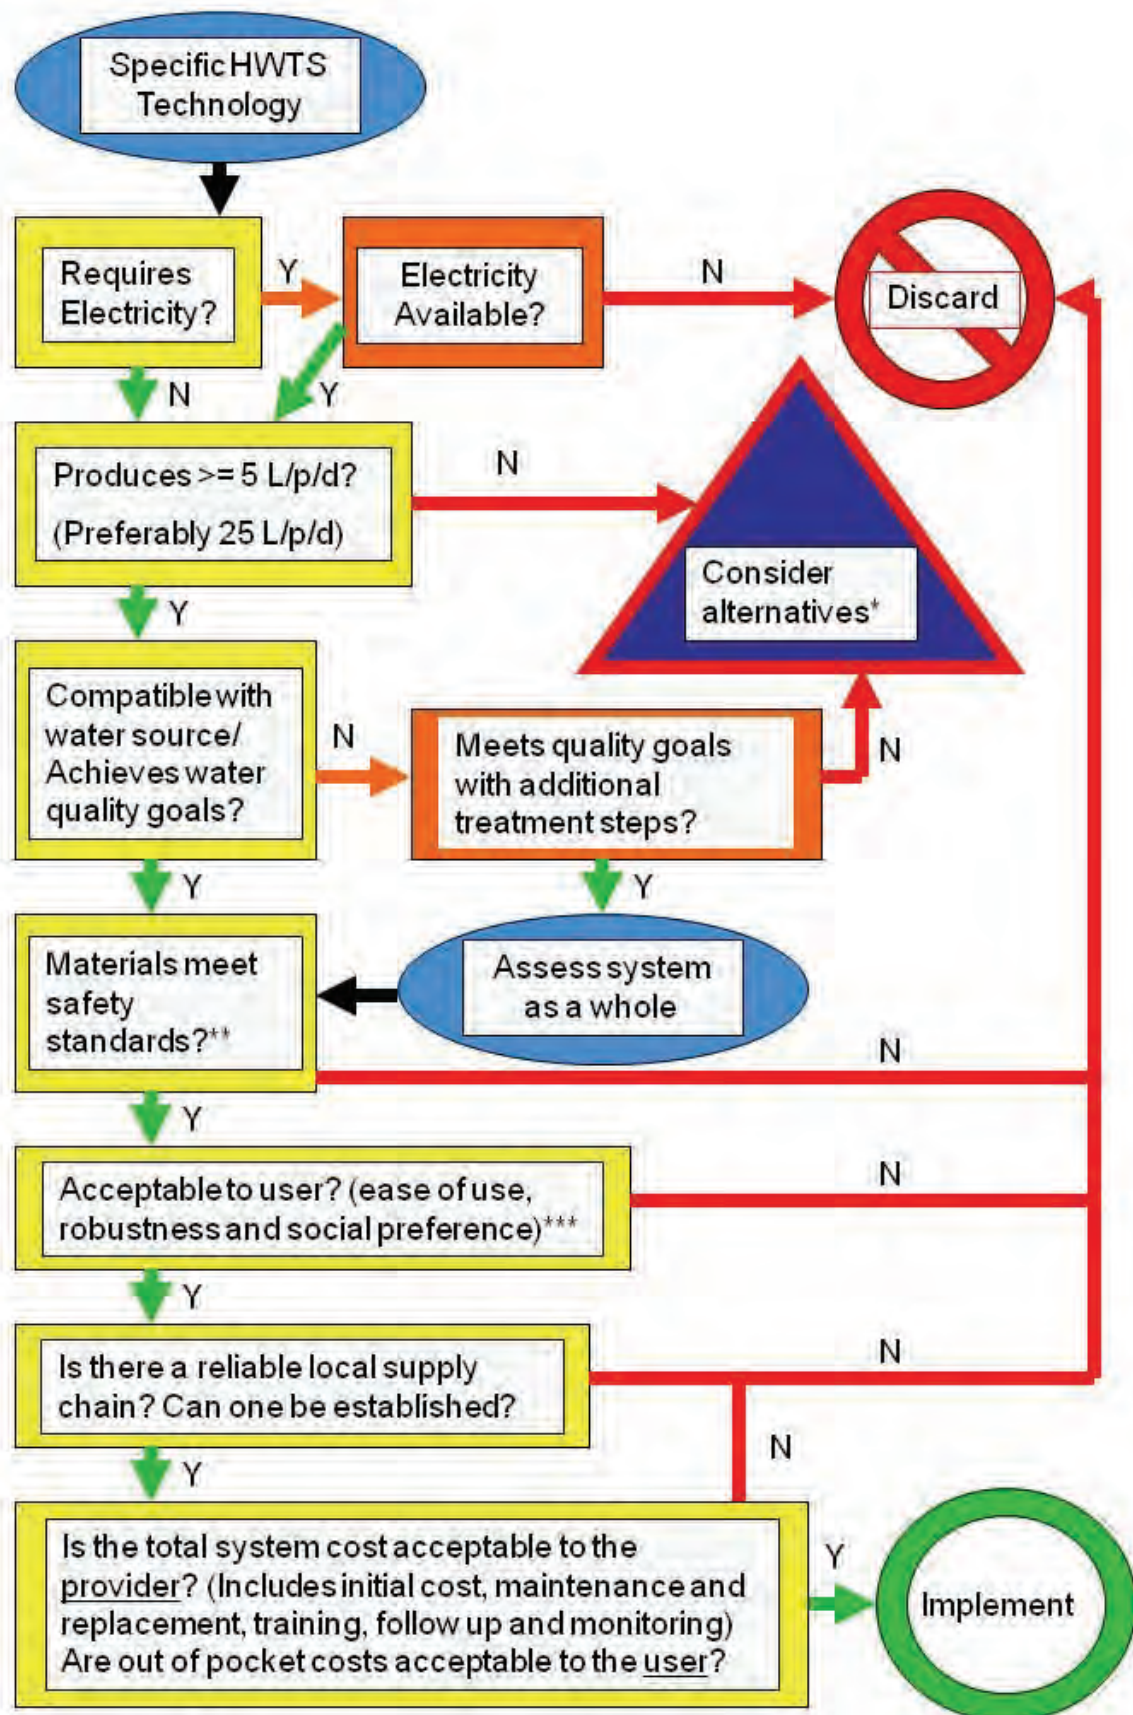 Specific HWTS
Technology
Requires
Electricity?
Y
Electricity
Available?
N
Discard
N
Y
Produces >= 5 L/p/d?
(Preferably 25 L/p/d)
N
Consider
alternatives*
Y
Compatible with
water source/
Achieves water
quality goals?
N
Meets quality goals
with additional
treatment steps?
N
Y
Y
Materials meet
safety
standards?**
Assess system
as a whole
N
Y
Acceptable to user? (ease of use,
robustness and social preference)***
N
Y
Is there a reliable local supply
chain? Can one be established?
N
N
Y
Is the total system cost acceptable to the
provider? (Includes initial cost, maintenance and
replacement, training, follow up and monitoring)
Are out of pocket costs acceptable to the user?
Y
Implement